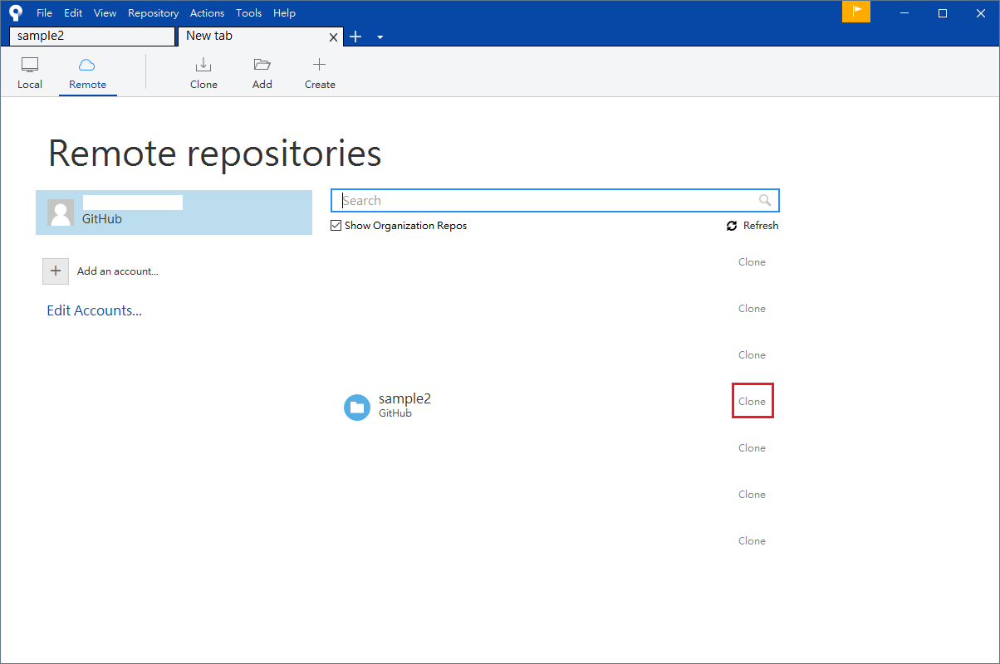 File Edit View Repository Actions Tools Help
sample2 New tab
Local Remote Clone Add Create
Remote repositories
GitHub
Search
Show Organization Repos Refresh
Add an account...
Edit Accounts...
Clone
Clone
Clone
sample2
GitHub
Clone
Clone
Clone
Clone